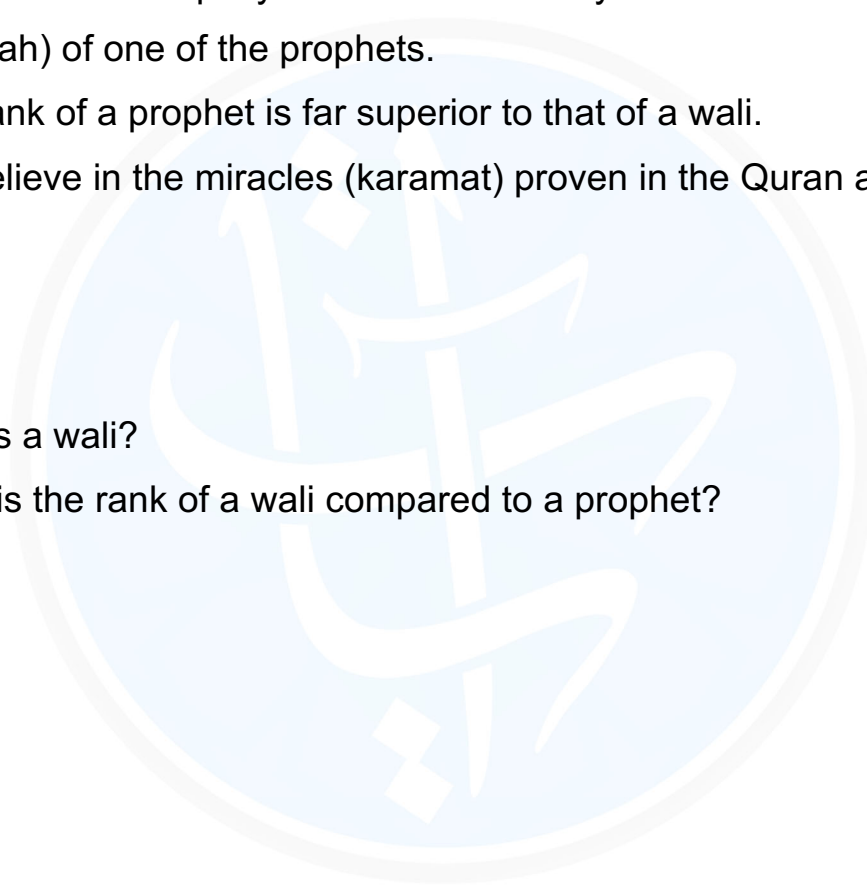 ah) of one of the prophets.
ank of a prophet is far superior to that of a wali.
elieve in the miracles (karamat) proven in the Quran a
s a wali?
is the rank of a wali compared to a prophet?